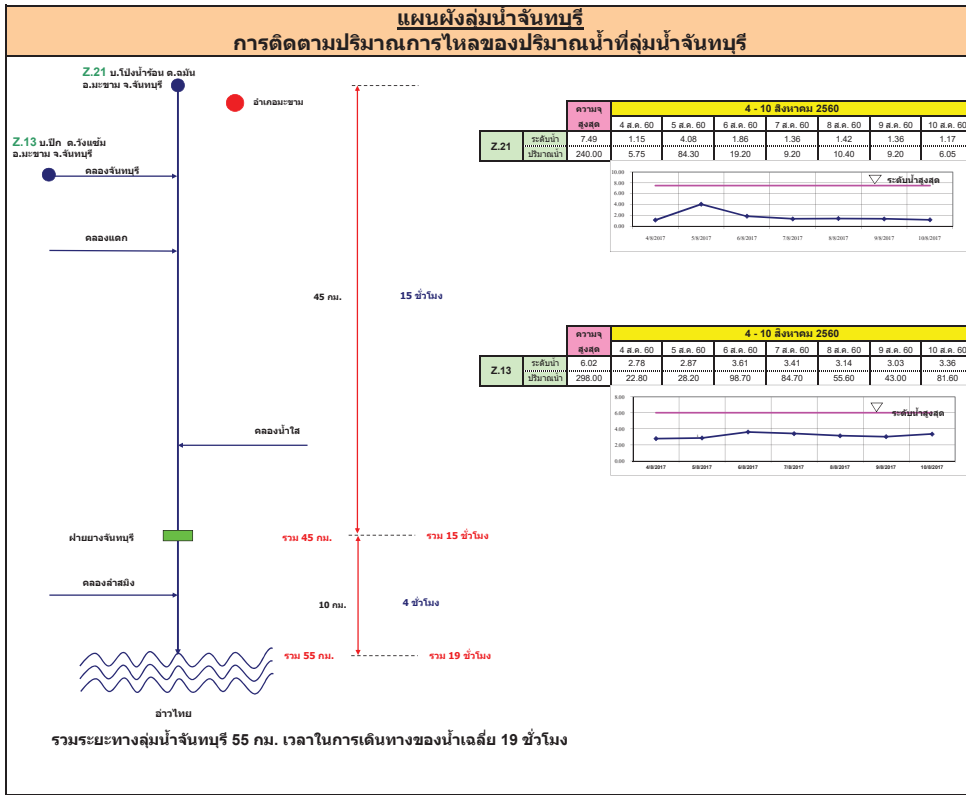 แผนผังลุ่มน้ำจันทบุรี
การติดตามปริมาณการไหลของปริมาณน้ำที่ลุ่มน้ำจันทบุรี
Z.21 บ.โป่งน้ำร้อน ต.ฉมัน
อ.มะขาม จ.จันทบุรี
อำเภอมะขาม
Z.13 บ.ปึก ต.วังแซ้ม
อ.มะขาม จ.จันทบุรี
คลองจันทบุรี
คลองแตก
45 กม.
15 ชั่วโมง
คลองน้ำใส
ฝายยางจันทบุรี
รวม 45 กม.
รวม 15 ชั่วโมง
คลองลำสมิง
10 กม.
4 ชั่วโมง
รวม 55 กม.
รวม 19 ชั่วโมง
อ่าวไทย
รวมระยะทางลุ่มน้ำจันทบุรี 55 กม. เวลาในการเดินทางของน้ำเฉลี่ย 19 ชั่วโมง
ความจุ 4 - 10 สิงหาคม 2560
สูงสุด 4 ส.ค. 60 5 ส.ค. 60 6 ส.ค. 60 7 ส.ค. 60 8 ส.ค. 60 9 ส.ค. 60 10 ส.ค. 60
Z.21
ระดับน้ำ 7.49 1.15 4.08 1.86 1.36 1.42 1.36 1.17
ปริมาณน้ำ 240.00 5.75 84.30 19.20 9.20 10.40 9.20 6.05
10.00
8.00
6.00
4.00
2.00
0.00
ระดับน้ำสูงสุด
4/8/2017 5/8/2017 6/8/2017 7/8/2017 8/8/2017 9/8/2017 10/8/2017
ความจุ 4 - 10 สิงหาคม 2560
สูงสุด 4 ส.ค. 60 5 ส.ค. 60 6 ส.ค. 60 7 ส.ค. 60 8 ส.ค. 60 9 ส.ค. 60 10 ส.ค. 60
Z.13
ระดับน้ำ 6.02 2.78 2.87 3.61 3.41 3.14 3.03 3.36
ปริมาณน้ำ 298.00 22.80 28.20 98.70 84.70 55.60 43.00 81.60
8.00
6.00
4.00
2.00
0.00
ระดับน้ำสูงสุด
4/8/2017 5/8/2017 6/8/2017 7/8/2017 8/8/2017 9/8/2017 10/8/2017